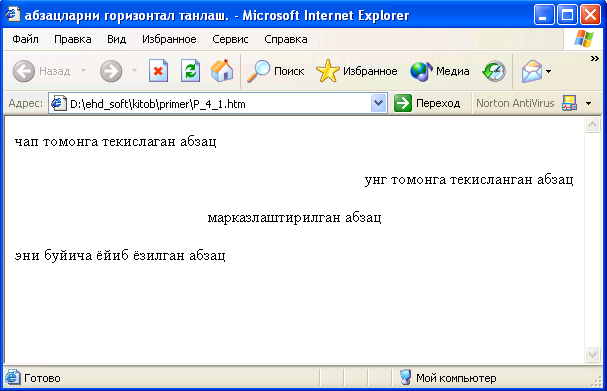 абзацларни горизонтал танлаш. - Microsoft Internet Explorer
Файл Правка Вид Избранное Сервис Справка
Назад Поиск Избранное Медиа
Адрес: D:\ehd_soft\kitob\primer\P_4_1.htm Переход Norton AntiVirus
чап томонга текислаган абзац
унг томонга текисланган абзац
марказлаштирилган абзац
эни буйича ёйиб ёзилган абзац
Готово Мой компьютер